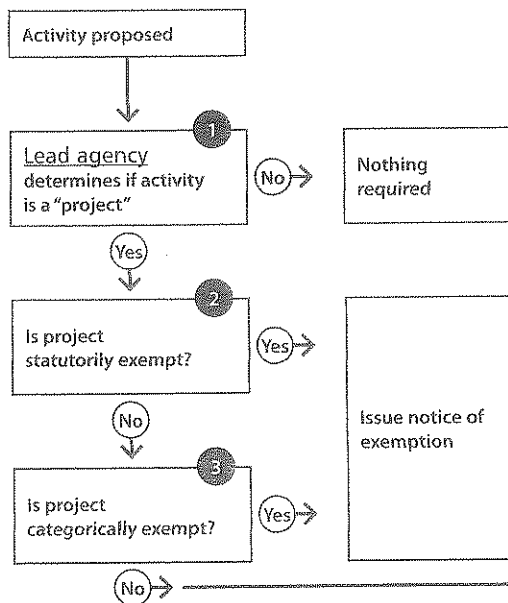 Activity proposed
1
Lead agency
determines if activity
is a "project"
No
Nothing
required
Yes
2
Is project
statutorily exempt?
Yes
No
Issue notice of
exemption
3
Is project
categorically exempt?
Yes
No